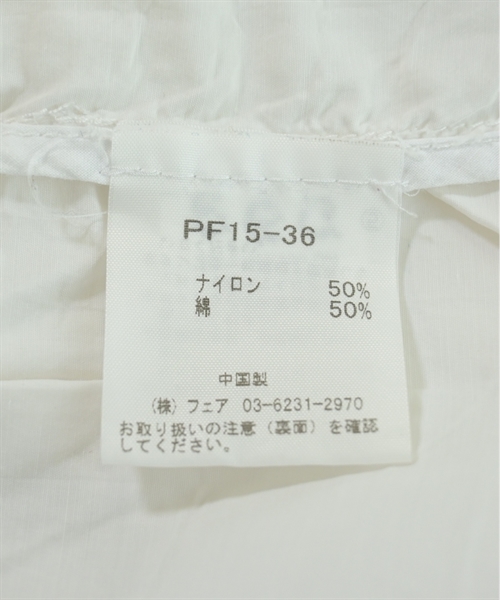 PF15-36
ナイロン 50%
綿 50%
中国製
(株) フェア 03-6231-2970
お取り扱いの注意(裏面)を確認
してください。